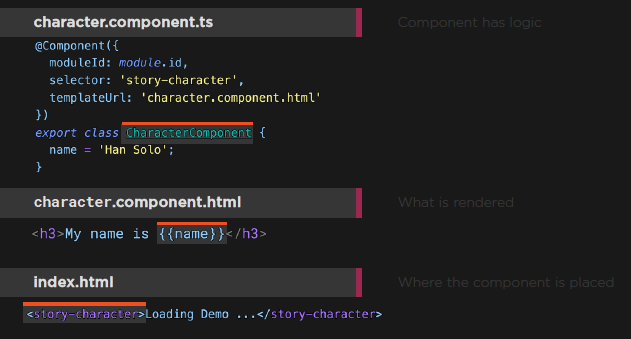 character.component.ts
Component has logic
@Component({
moduleId: module.id,
selector: 'story-character',
templateUrl: 'character.component.html'
})
export class CharacterComponent {
name = 'Han Solo';
}
character.component.html
What is rendered
<h3>My name is {{name}}</h3>
index.html
Where the component is placed
<story-character>Loading Demo ...</story-character>